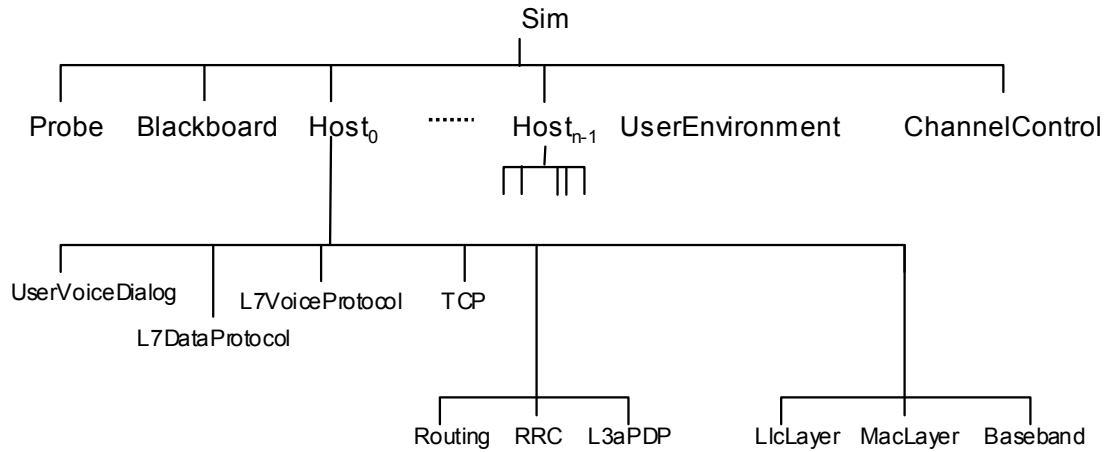 Sim
Probe Blackboard Host₀ ........ Hostₙ₋₁ UserEnvironment ChannelControl
UserVoiceDialog L7VoiceProtocol TCP
L7DataProtocol
Routing RRC L3aPDP LlcLayer MacLayer Baseband